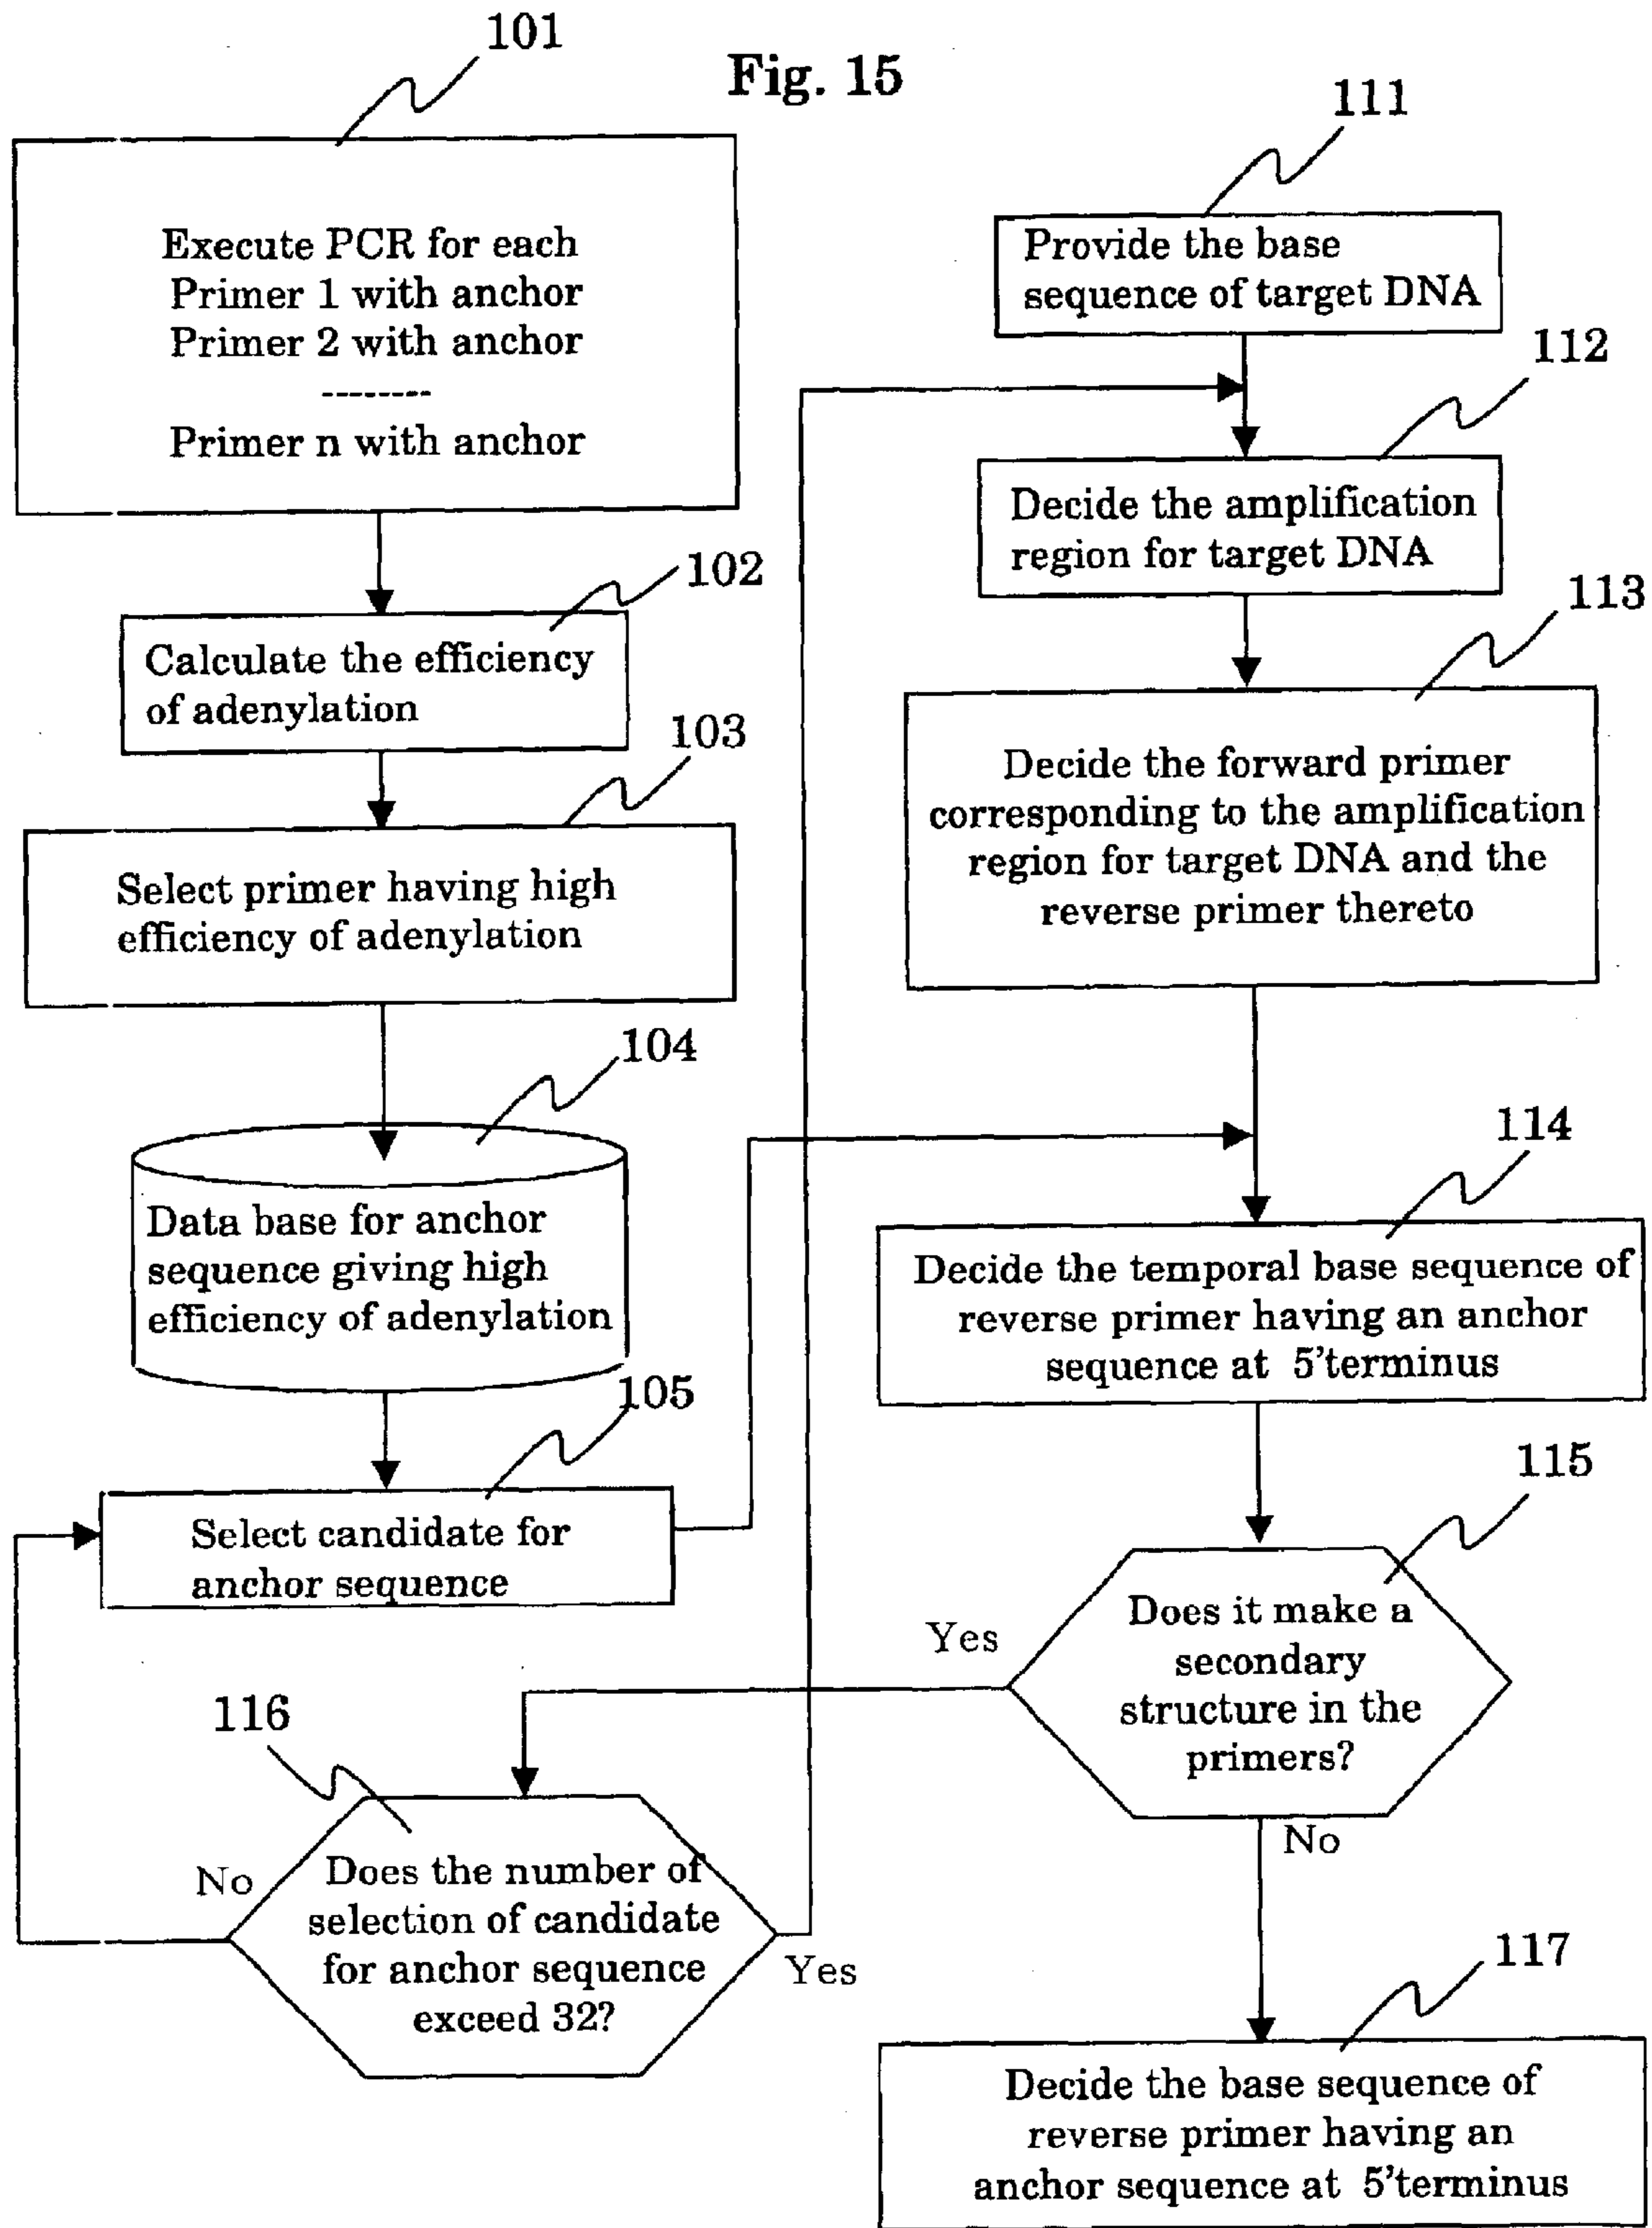 Fig. 15
101
Execute PCR for each
Primer 1 with anchor
Primer 2 with anchor
--------
Primer n with anchor
102
Calculate the efficiency
of adenylation
103
Select primer having high
efficiency of adenylation
104
Data base for anchor
sequence giving high
efficiency of adenylation
105
Select candidate for
anchor sequence
116
Does the number of
selection of candidate
for anchor sequence
exceed 32?
No
Yes
111
Provide the base
sequence of target DNA
112
Decide the amplification
region for target DNA
113
Decide the forward primer
corresponding to the amplification
region for target DNA and the
reverse primer thereto
114
Decide the temporal base sequence of
reverse primer having an anchor
sequence at 5'terminus
115
Does it make a
secondary
structure in the
primers?
Yes
No
117
Decide the base sequence of
reverse primer having an
anchor sequence at 5'terminus